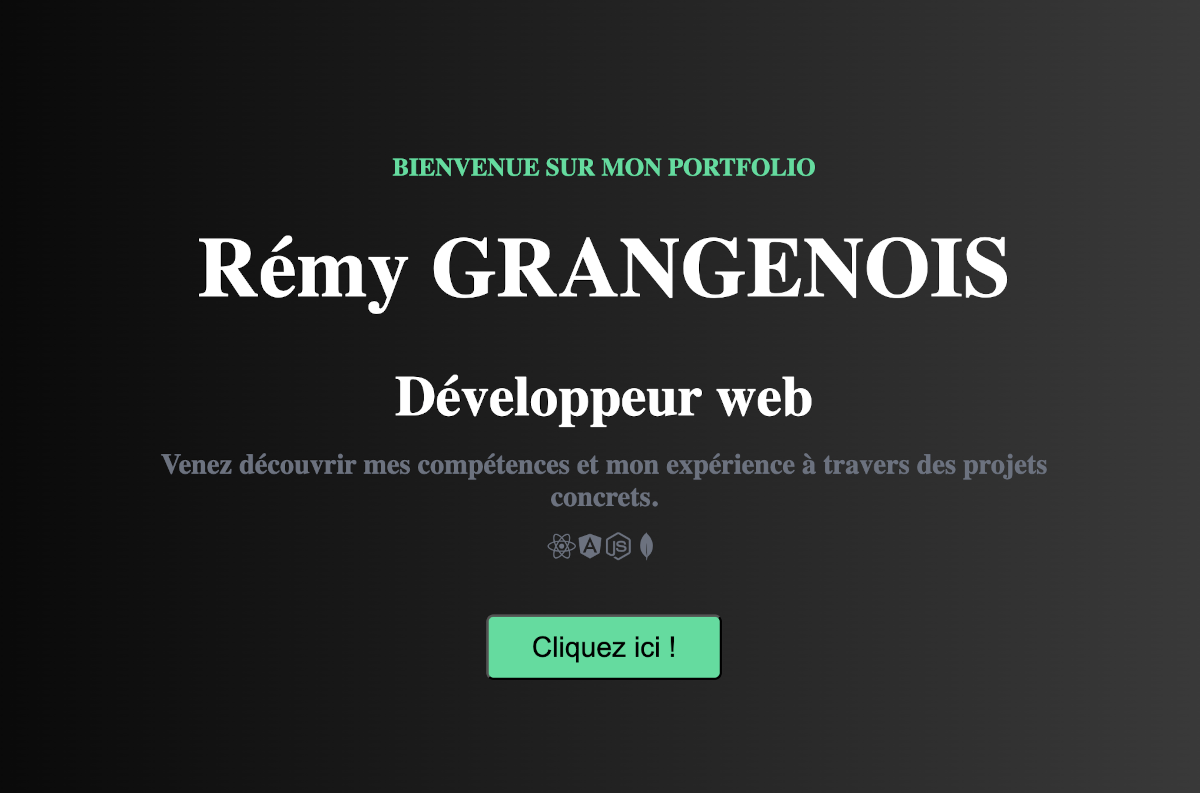 BIENVENUE SUR MON PORTFOLIO
Rémy GRANGENOIS
Développeur web
Venez découvrir mes compétences et mon expérience à travers des projets
concrets.
Cliquez ici !